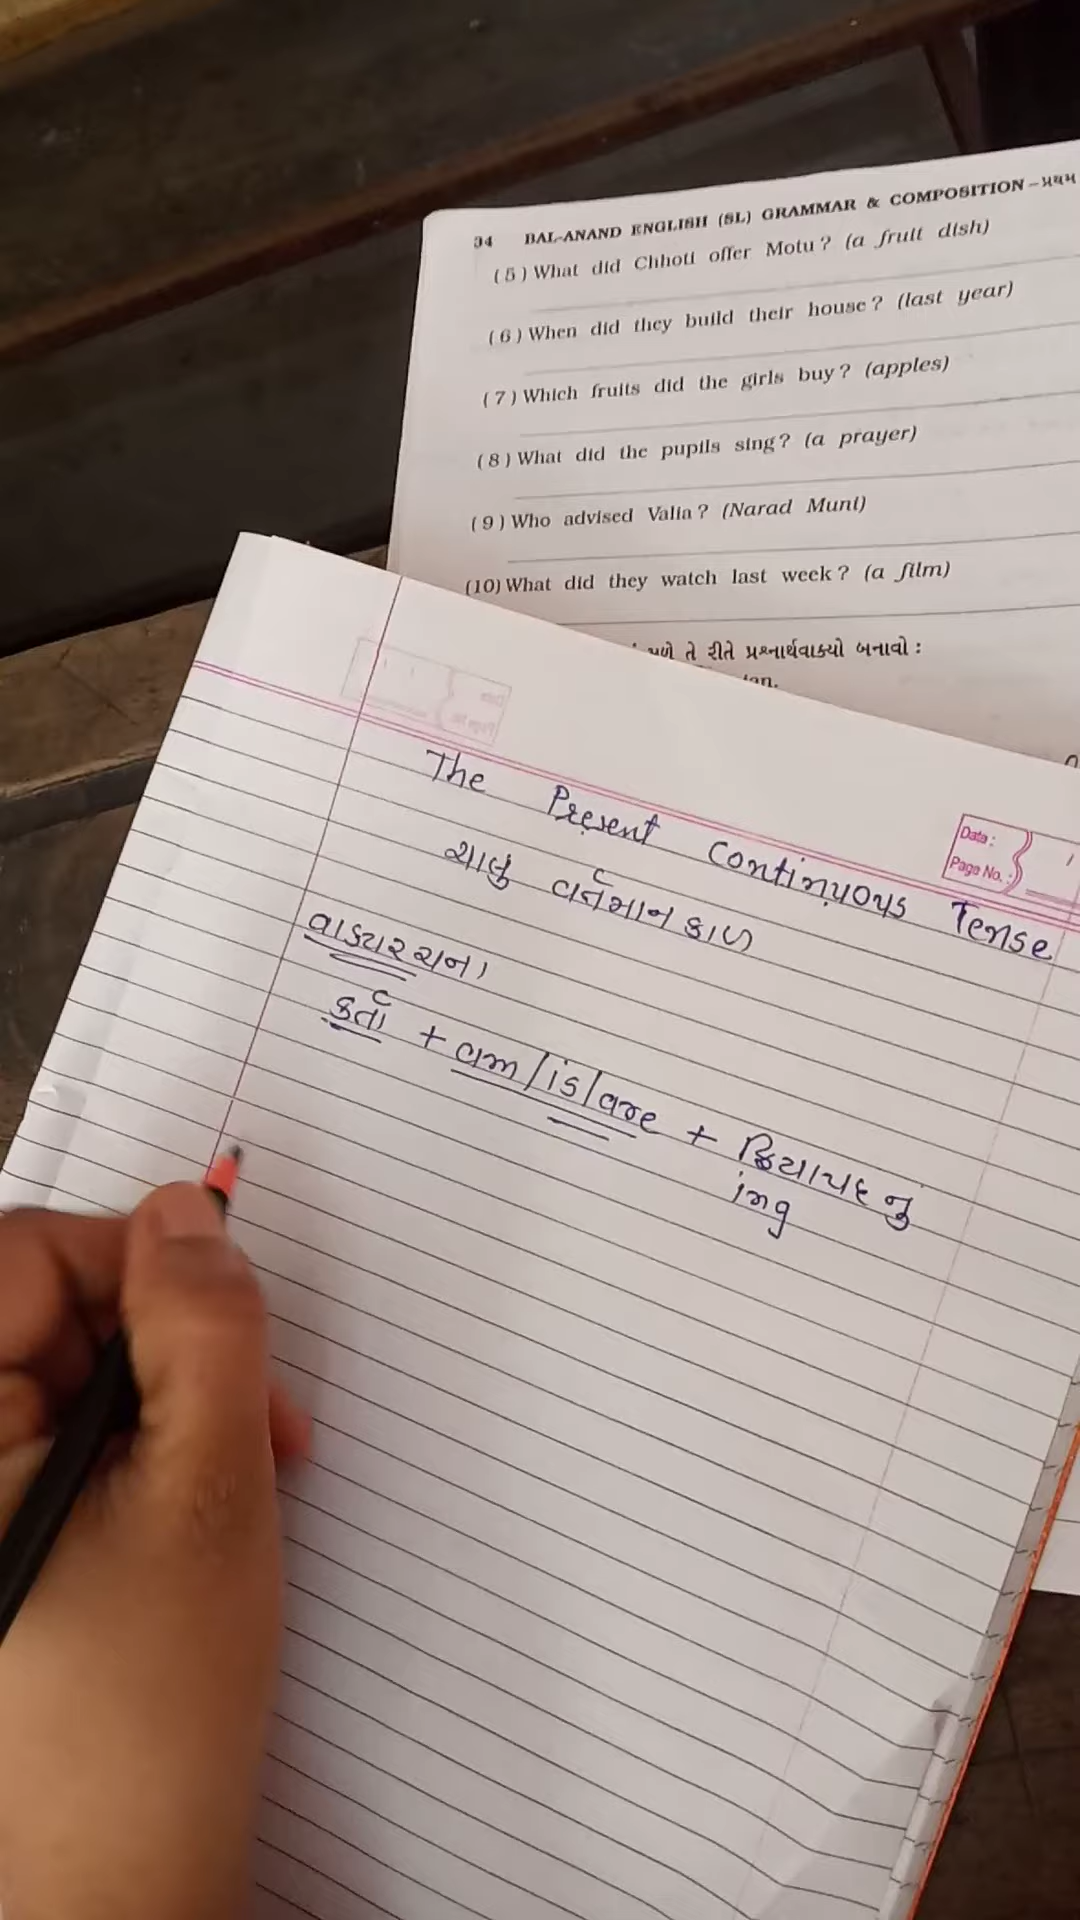 34 BAL-ANAND ENGLISH (SL) GRAMMAR & COMPOSITION – પ્રથમ
(5) What did Chhoti offer Motu? (a fruit dish)
(6) When did they build their house? (last year)
(7) Which fruits did the girls buy? (apples)
(8) What did the pupils sing? (a prayer)
(9) Who advised Valia? (Narad Muni)
(10) What did they watch last week? (a film)
તે રીતે પ્રશ્નાર્થવાક્યો બનાવો :
Date :
Page No. :
The Present Continuous Tense
ચાલુ વર્તમાન કાળ
વાક્યરચના
કર્તા + am/is/are + ક્રિયાપદ નુ
ing